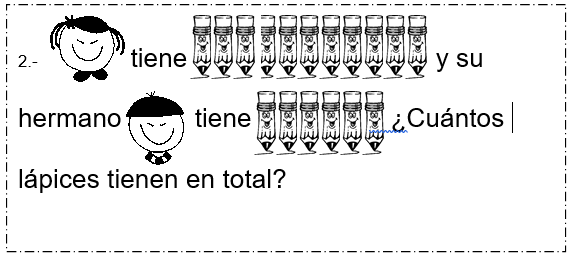 2.- tiene y su
hermano tiene ¿Cuántos
lápices tienen en total?